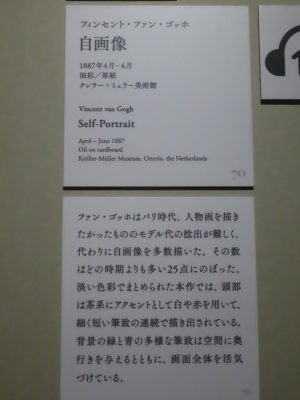 フィンセント・ファン・ゴッホ
自画像
1887年4月–6月
油彩／厚紙
クレラー＝ミュラー美術館
Vincent van Gogh
Self-Portrait
April – June 1887
Oil on cardboard
Kröller-Müller Museum, Otterlo, the Netherlands
70
ファン・ゴッホはパリ時代、人物画を描き
たかったもののモデル代の捻出が難しく、
代わりに自画像を多数描いた。その数
はどの時期よりも多い25点にのぼった。
淡い色彩でまとめられた本作では、頭部
は茶系にアクセントとして白や赤を用いて、
細く短い筆致の連続で描き出されている。
背景の緑と青の多様な筆致は空間に奥
行きを与えるとともに、画面全体を活気
づけている。